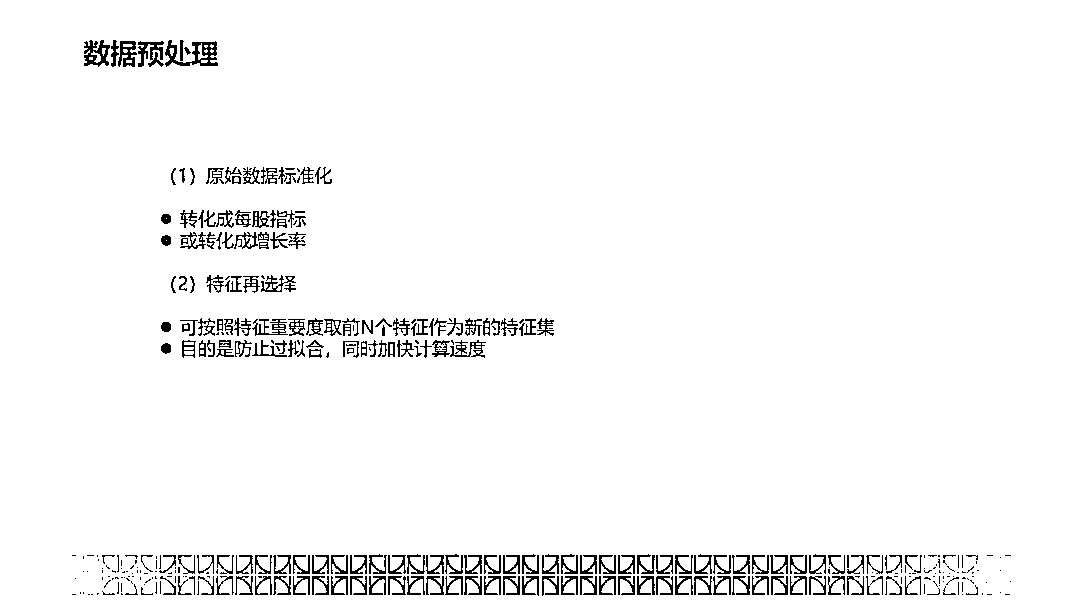 数据预处理
（1）原始数据标准化
● 转化成每股指标
● 或转化成增长率
（2）特征再选择
● 可按照特征重要度取前N个特征作为新的特征集
● 目的是防止过拟合，同时加快计算速度